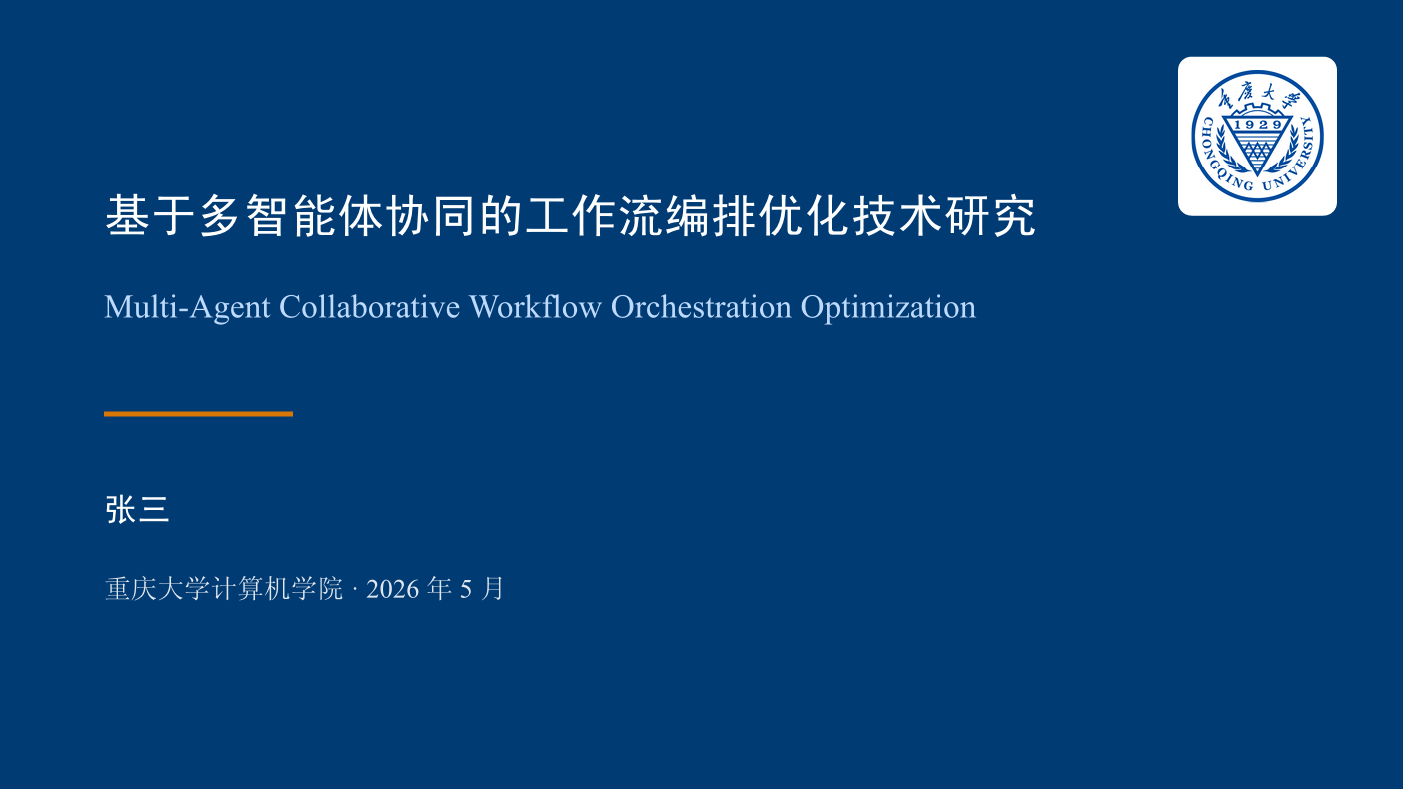 重庆大学
1929
CHONGQING UNIVERSITY
基于多智能体协同的工作流编排优化技术研究
Multi-Agent Collaborative Workflow Orchestration Optimization
张三
重庆大学计算机学院 · 2026 年 5 月